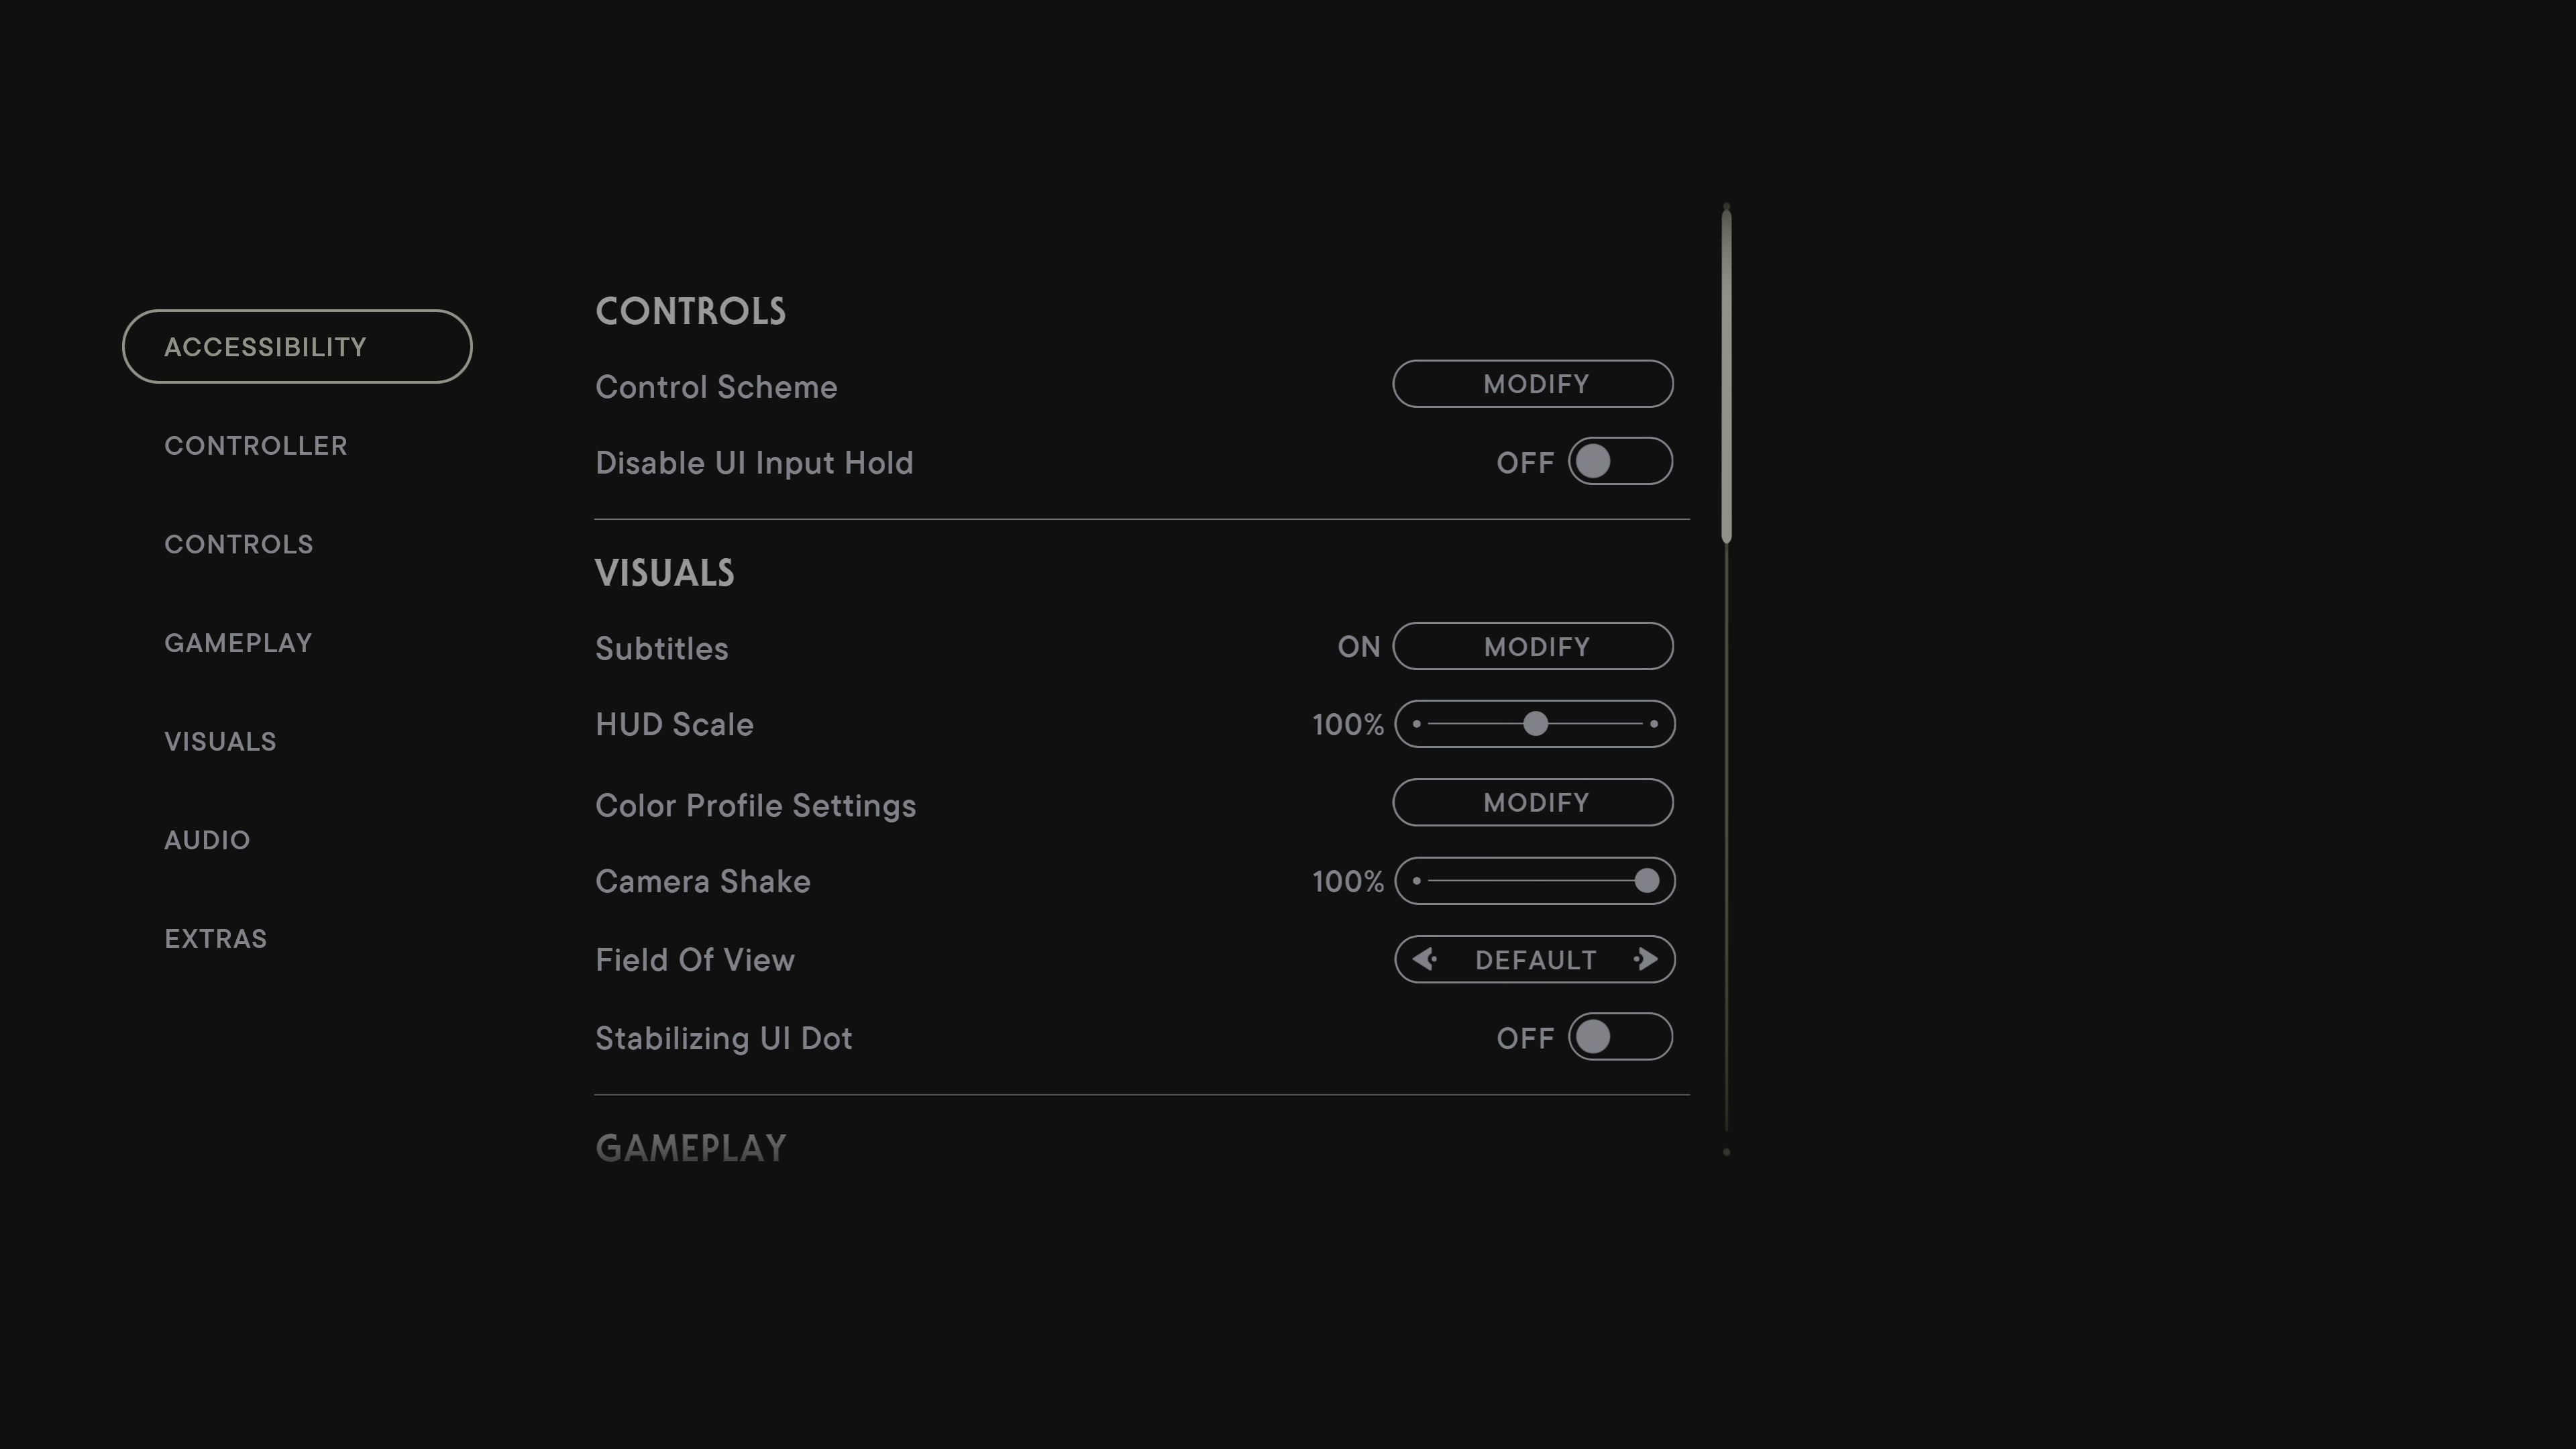 ACCESSIBILITY
CONTROLLER
CONTROLS
GAMEPLAY
VISUALS
AUDIO
EXTRAS
CONTROLS
Control Scheme MODIFY
Disable UI Input Hold OFF
VISUALS
Subtitles ON MODIFY
HUD Scale 100%
Color Profile Settings MODIFY
Camera Shake 100%
Field Of View DEFAULT
Stabilizing UI Dot OFF
GAMEPLAY